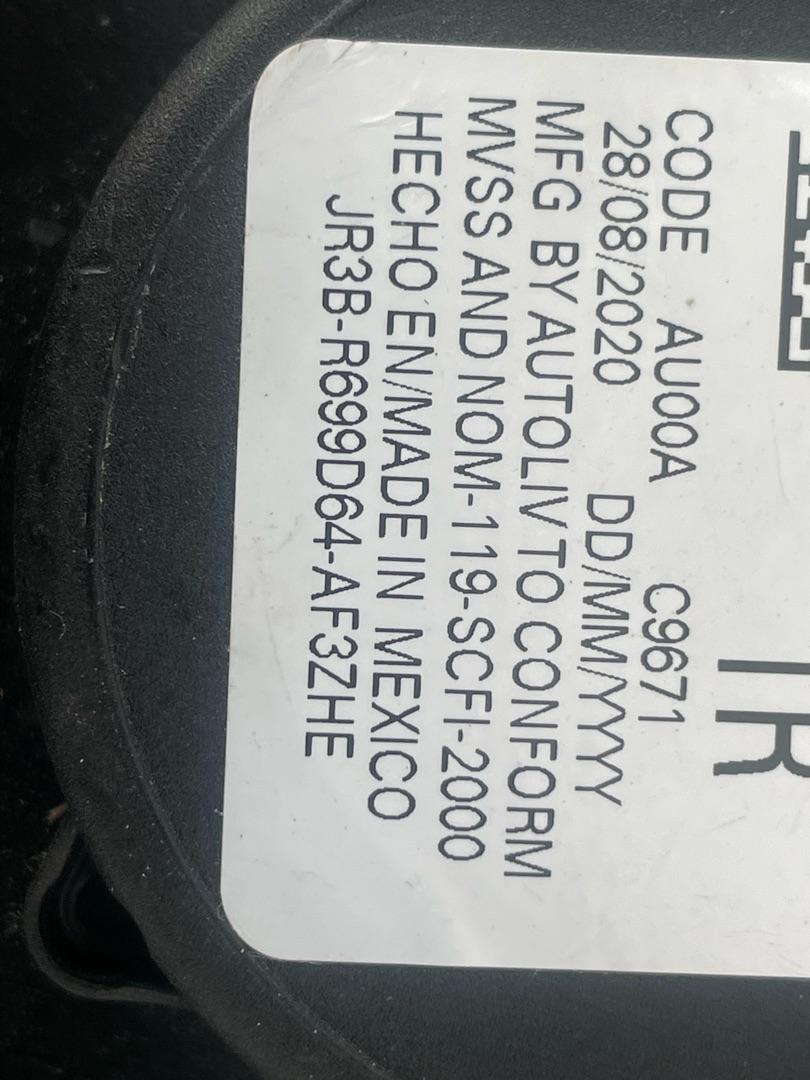 IR
CODE AU00A C9671
28/08/2020 DD/MM/YYYY
MFG BY AUTOLIV TO CONFORM
MVSS AND NOM-119-SCFI-2000
HECHO EN/MADE IN MEXICO
JR3B-R699D64-AF3ZHE